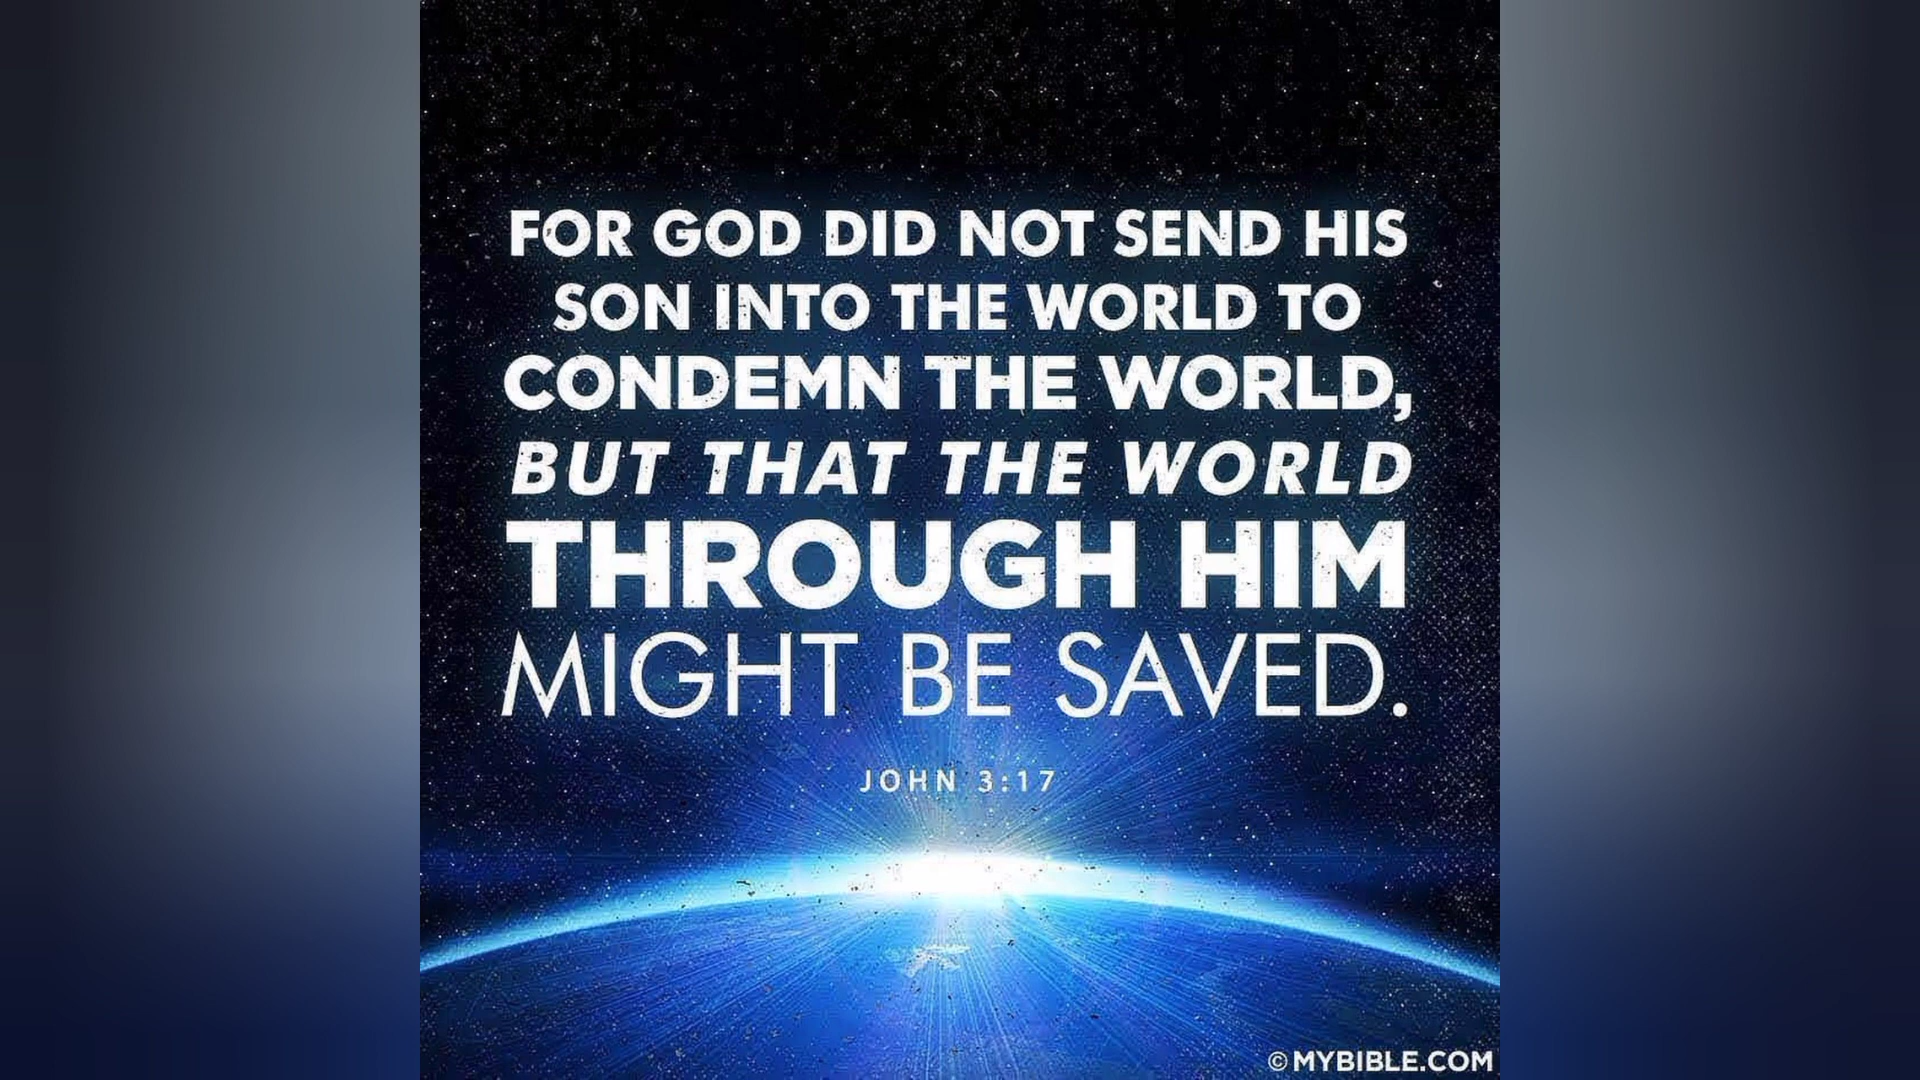 FOR GOD DID NOT SEND HIS
SON INTO THE WORLD TO
CONDEMN THE WORLD,
BUT THAT THE WORLD
THROUGH HIM
MIGHT BE SAVED.
JOHN 3:17
© MYBIBLE.COM